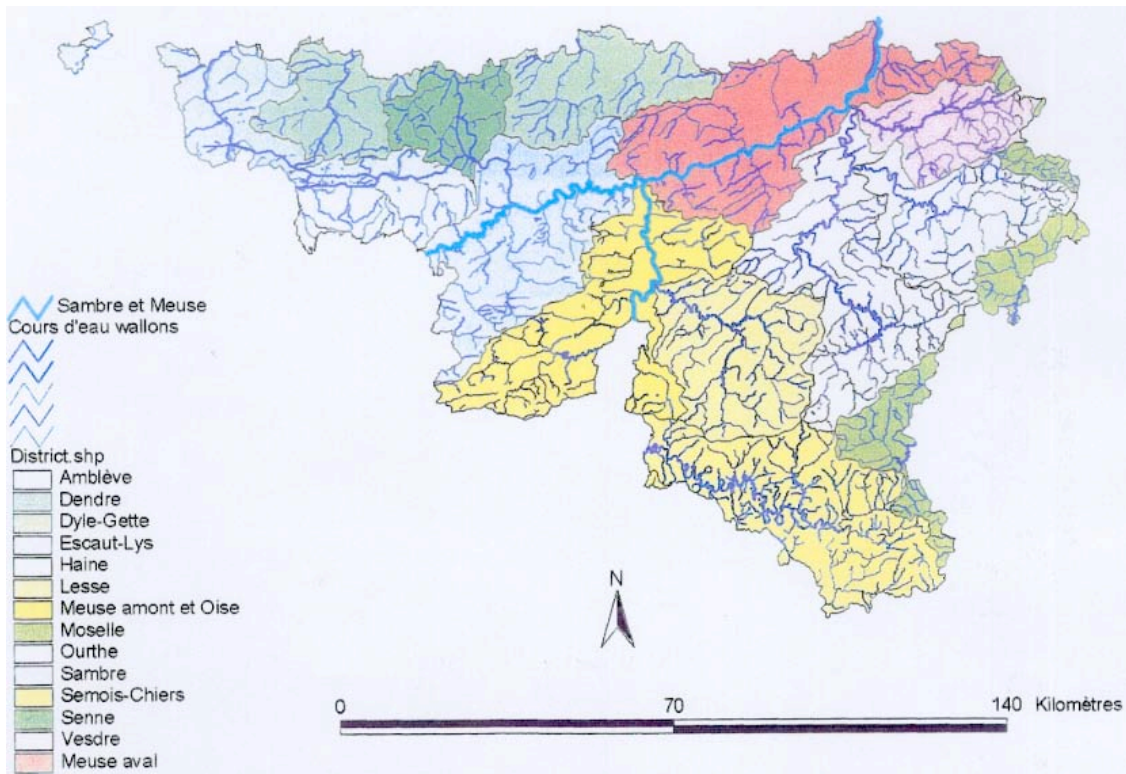 Sambre et Meuse
Cours d'eau wallons
District.shp
Amblève
Dendre
Dyle-Gette
Escaut-Lys
Haine
Lesse
Meuse amont et Oise
Moselle
Ourthe
Sambre
Semois-Chiers
Senne
Vesdre
Meuse aval
N
0 70 140 Kilomètres